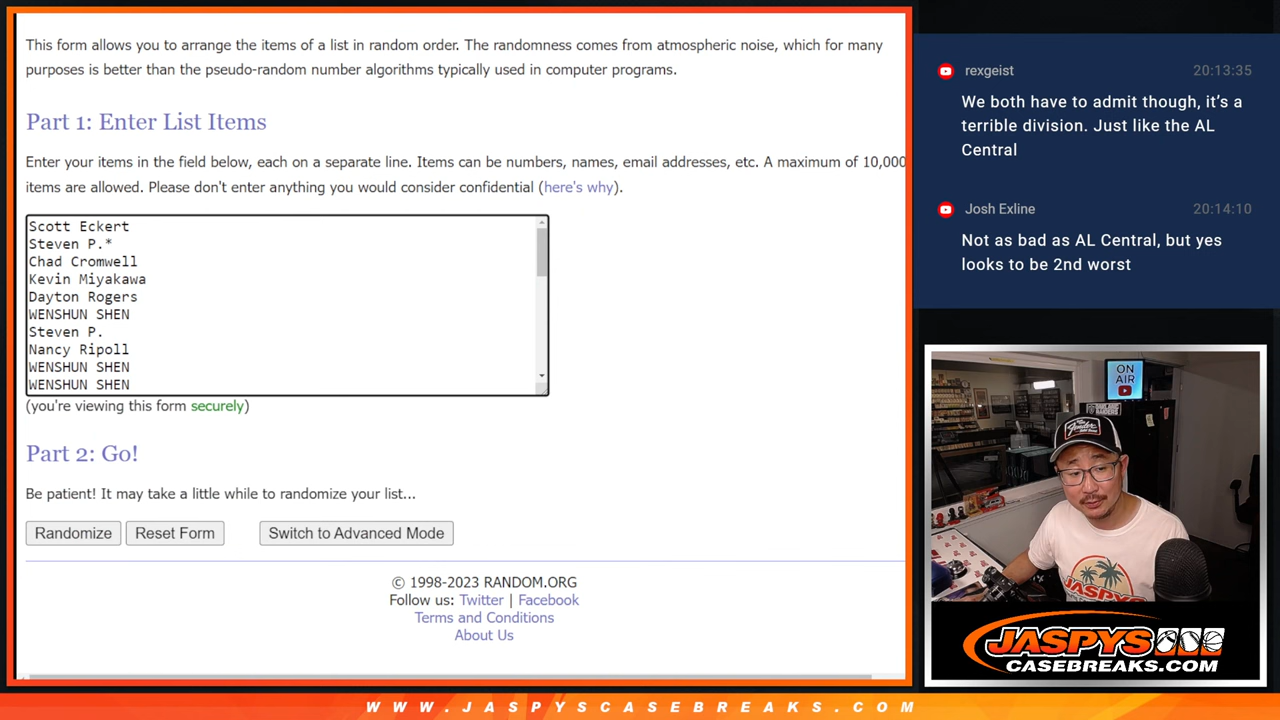 This form allows you to arrange the items of a list in random order. The randomness comes from atmospheric noise, which for many
purposes is better than the pseudo-random number algorithms typically used in computer programs.
Part 1: Enter List Items
Enter your items in the field below, each on a separate line. Items can be numbers, names, email addresses, etc. A maximum of 10,000
items are allowed. Please don't enter anything you would consider confidential (here's why).
Scott Eckert
Steven P.*
Chad Cromwell
Kevin Miyakawa
Dayton Rogers
WENSHUN SHEN
Steven P.
Nancy Ripoll
WENSHUN SHEN
WENSHUN SHEN
(you're viewing this form securely)
Part 2: Go!
Be patient! It may take a little while to randomize your list...
Randomize
Reset Form
Switch to Advanced Mode
© 1998-2023 RANDOM.ORG
Follow us: Twitter | Facebook
Terms and Conditions
About Us
rexgeist 20:13:35
We both have to admit though, it’s a
terrible division. Just like the AL
Central
Josh Exline 20:14:10
Not as bad as AL Central, but yes
looks to be 2nd worst
ON
AIR
Fender
JASPYS
JASPYS
CASEBREAKS.COM
WWW.JASPYSCASEBREAKS.COM